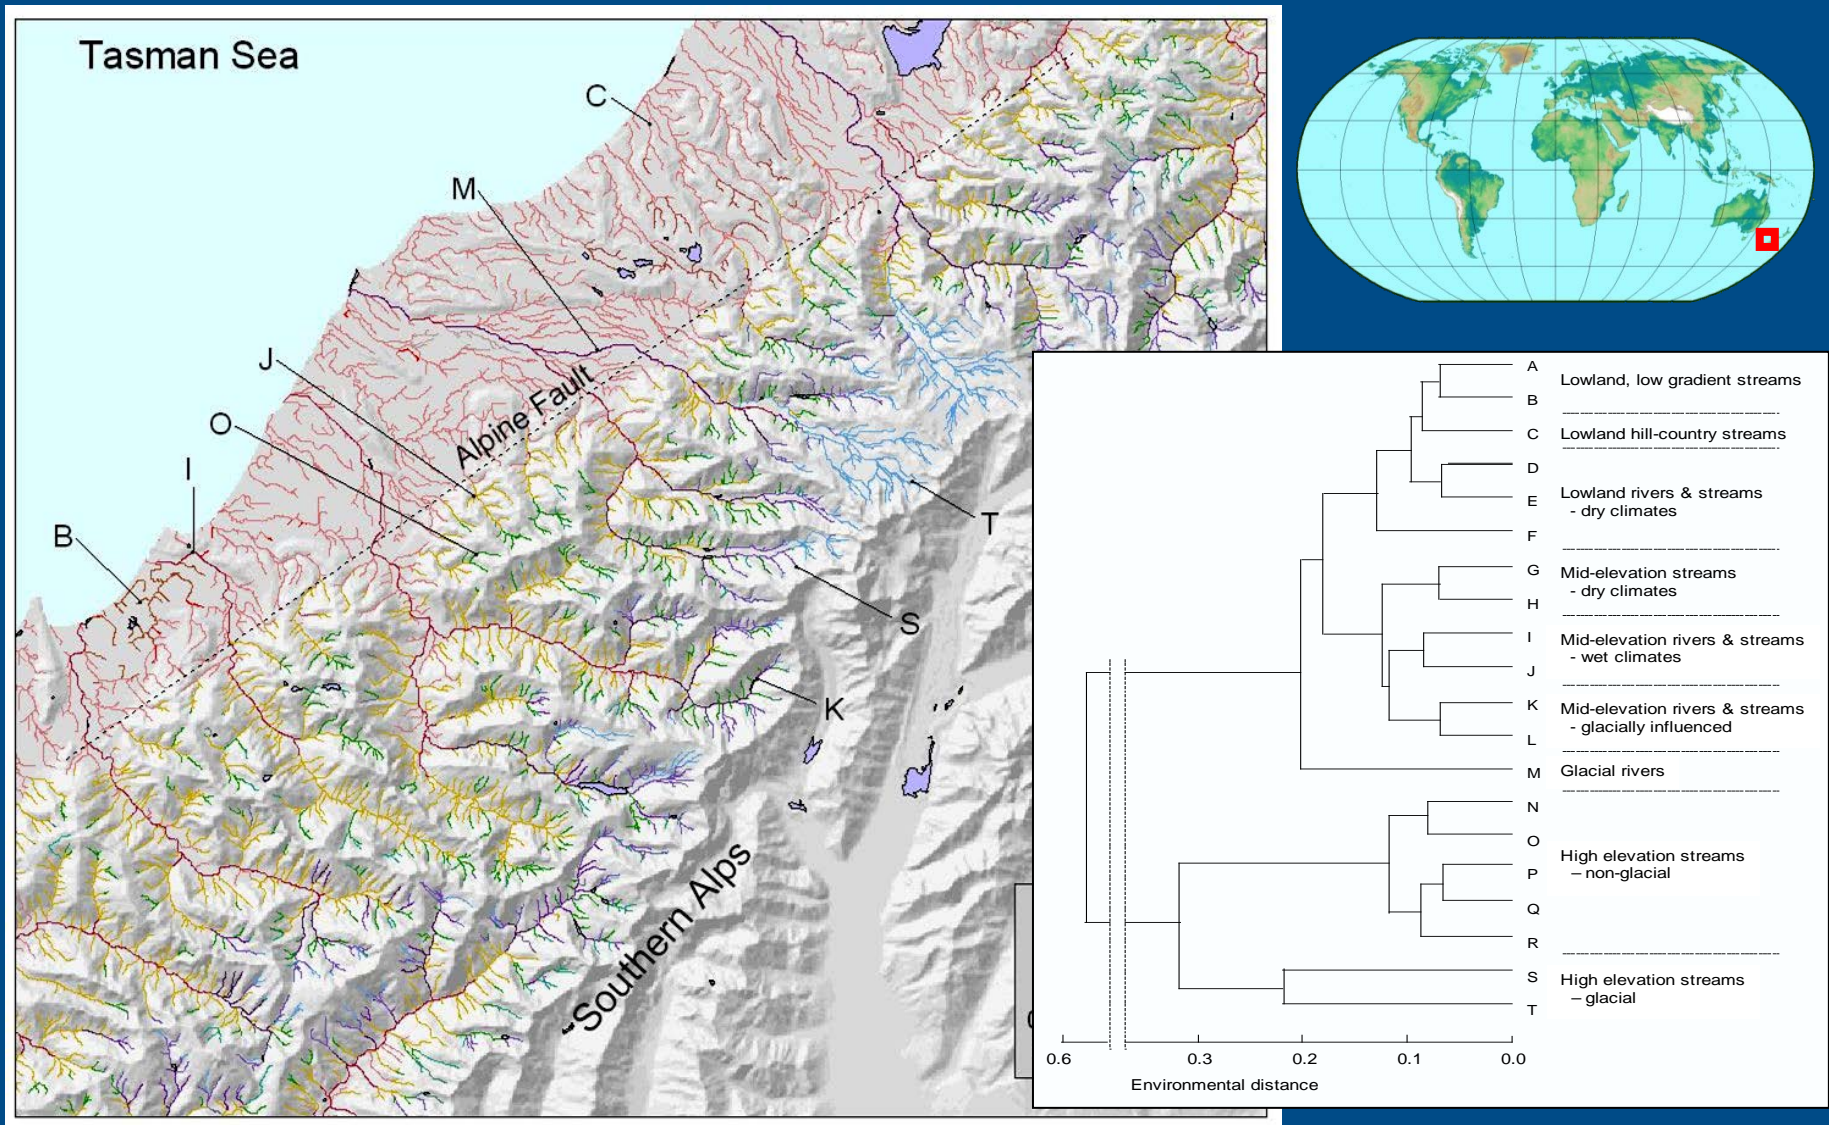 Tasman Sea
C
M
J
O
I
B
Alpine Fault
T
S
K
Southern Alps
A
Lowland, low gradient streams
B
C
Lowland hill-country streams
D
E
Lowland rivers & streams
- dry climates
F
G
Mid-elevation streams
- dry climates
H
I
Mid-elevation rivers & streams
- wet climates
J
K
Mid-elevation rivers & streams
- glacially influenced
L
M
Glacial rivers
N
O
High elevation streams
– non-glacial
P
Q
R
S
High elevation streams
– glacial
T
0.6 0.3 0.2 0.1 0.0
Environmental distance